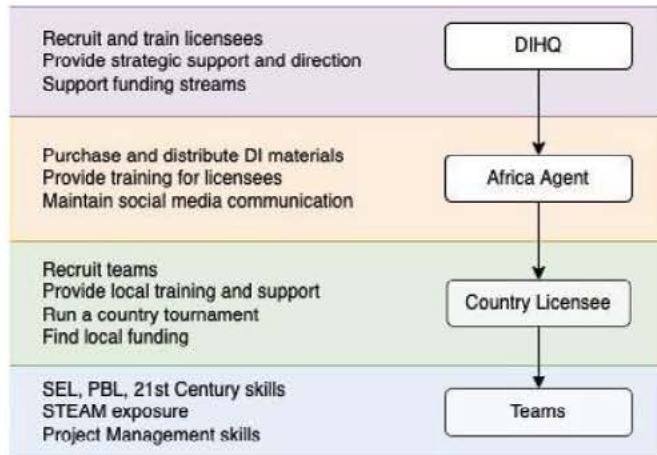 Recruit and train licensees
Provide strategic support and direction
Support funding streams
DIHQ
Purchase and distribute DI materials
Provide training for licensees
Maintain social media communication
Africa Agent
Recruit teams
Provide local training and support
Run a country tournament
Find local funding
Country Licensee
SEL, PBL, 21st Century skills
STEAM exposure
Project Management skills
Teams